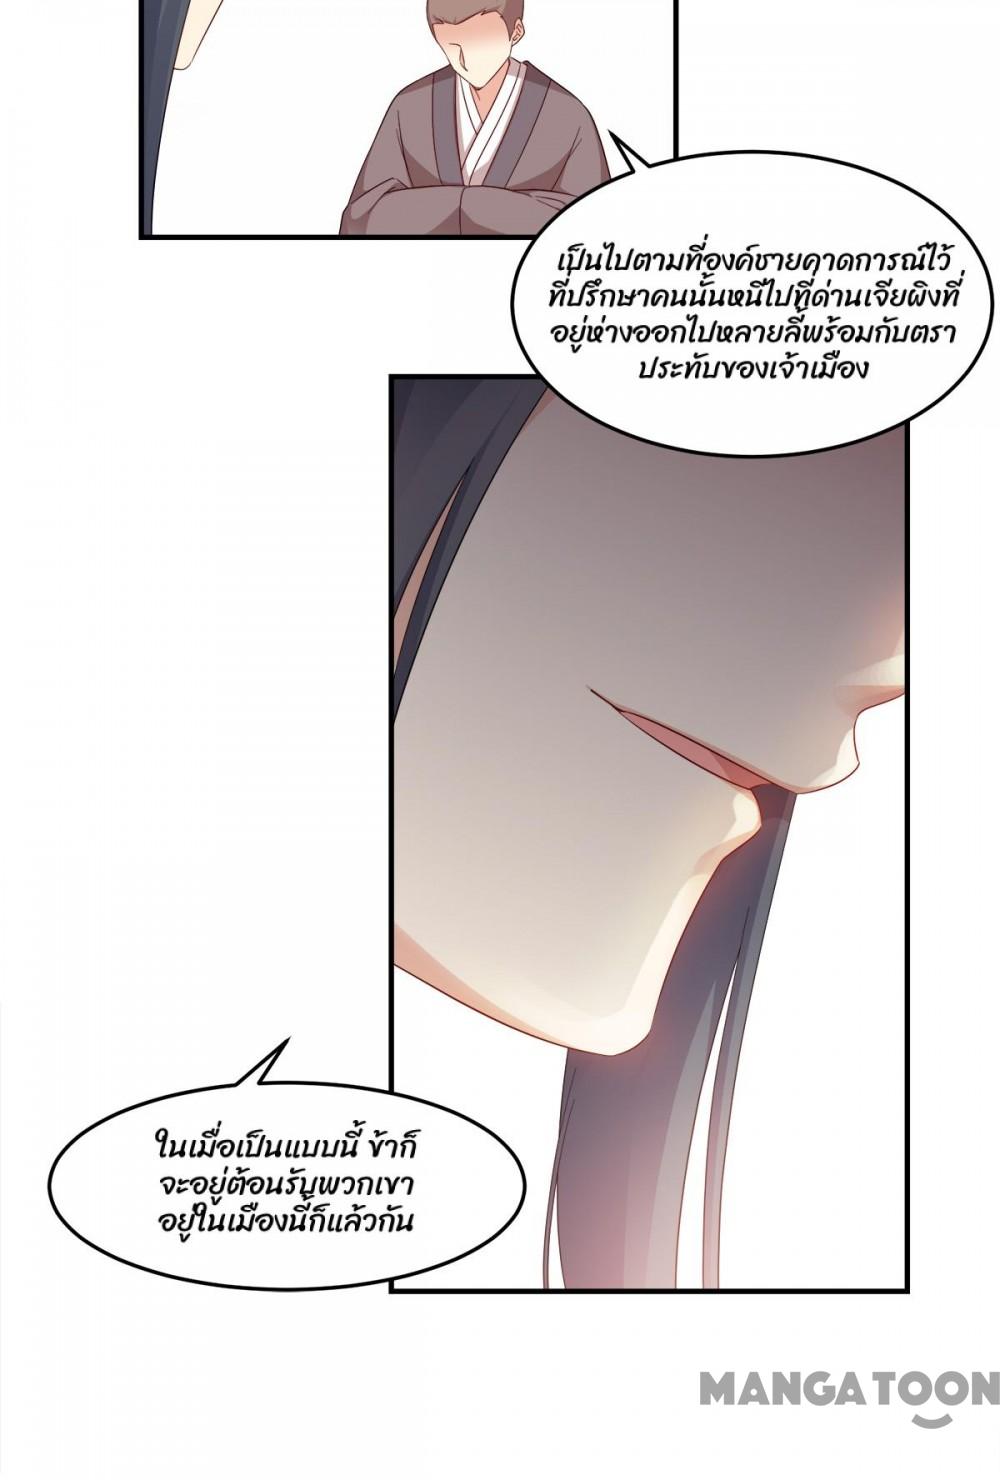 เป็นไปตามที่องค์ชายคาดการณ์ไว้
ที่ปรึกษาคนนั้นหนีไปที่ด่านเจียผิงที่
อยู่ห่างออกไปหลายลี้พร้อมกับตรา
ประทับของเจ้าเมือง
ในเมื่อเป็นแบบนี้ ข้าก็
จะอยู่ต้อนรับพวกเขา
อยู่ในเมืองนี้ก็แล้วกัน
MANGATOON